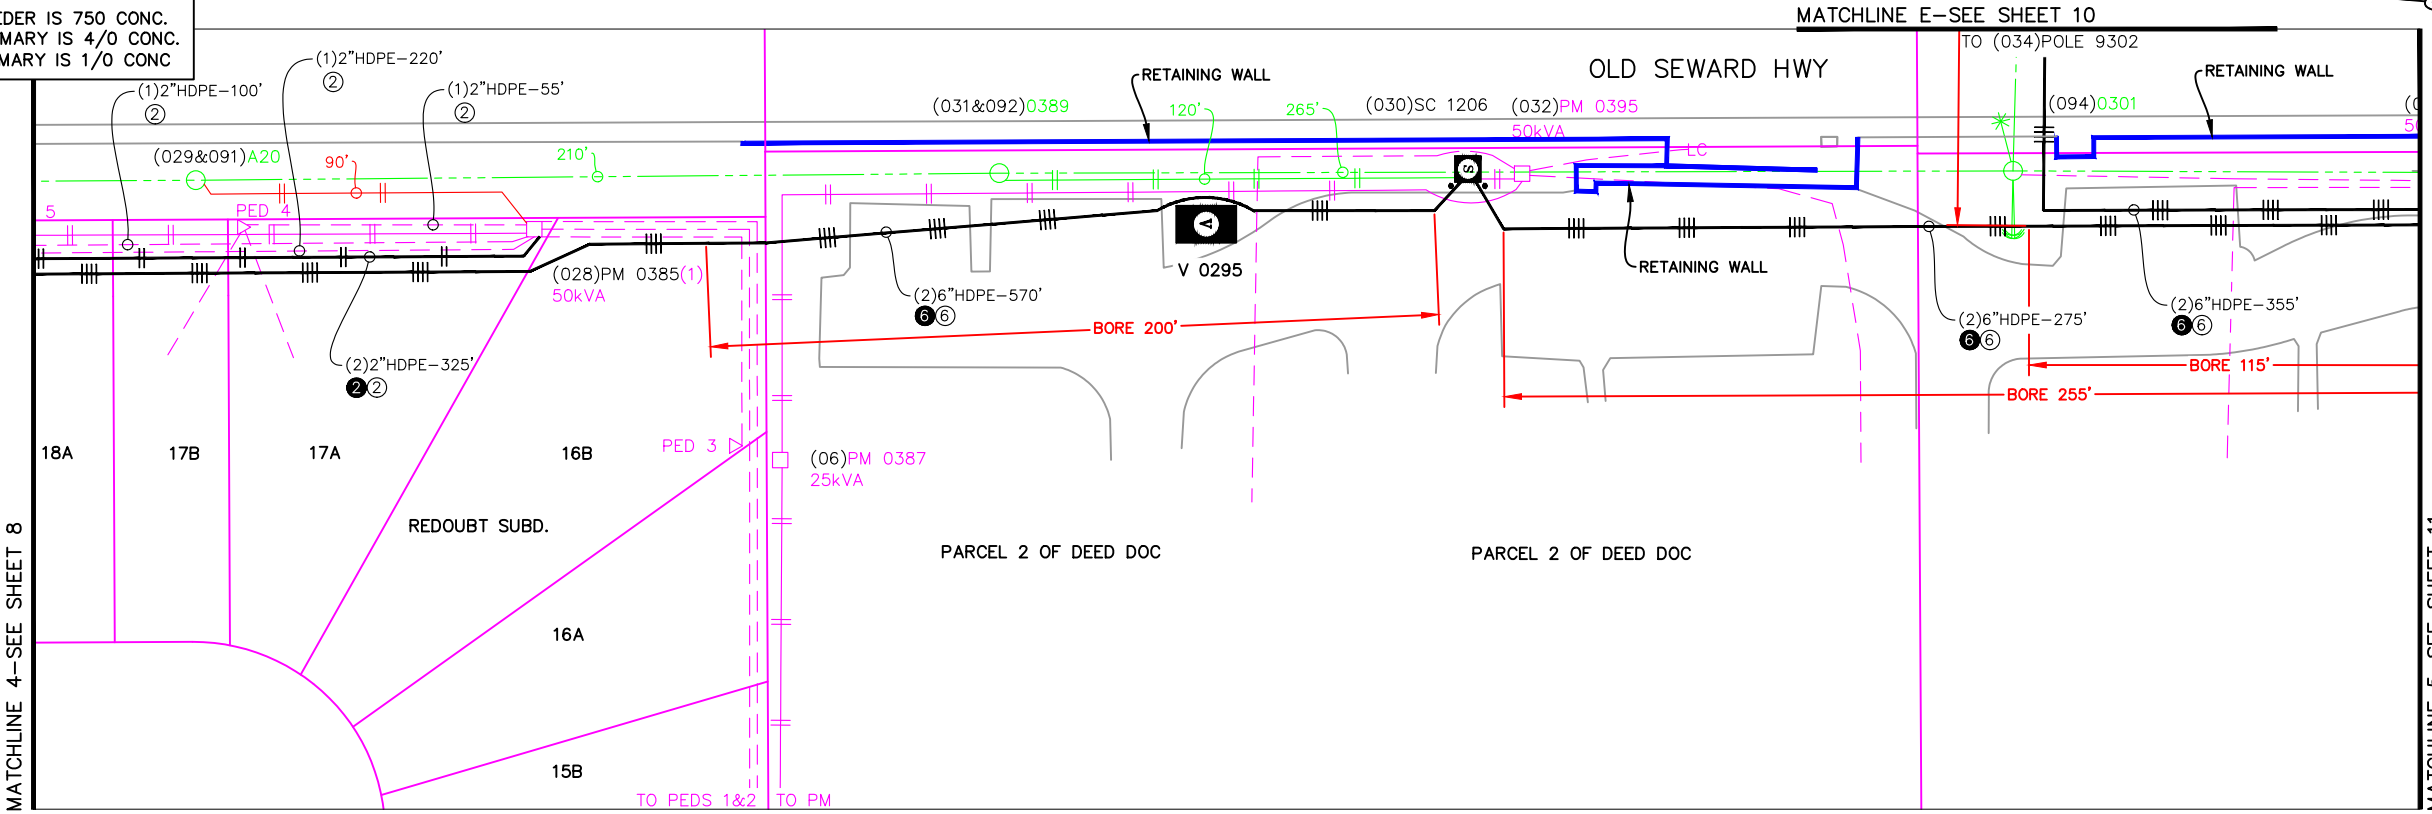 EDER IS 750 CONC.
MARY IS 4/0 CONC.
MARY IS 1/0 CONC
MATCHLINE E-SEE SHEET 10
TO (034)POLE 9302
OLD SEWARD HWY
(1)2"HDPE-220'
2
(1)2"HDPE-100'
2
(1)2"HDPE-55'
2
RETAINING WALL
RETAINING WALL
(031&092)0389
120'
265'
(030)SC 1206
(032)PM 0395
50kVA
(094)0301
(029&091)A20
90'
210'
LC
S
5
PED 4
A
V 0295
(028)PM 0385(1)
50kVA
RETAINING WALL
(2)6"HDPE-570'
6 6
(2)6"HDPE-275'
6 6
(2)6"HDPE-355'
6 6
BORE 200'
BORE 115'
BORE 255'
(2)2"HDPE-325'
2 2
18A
17B
17A
16B
PED 3
(06)PM 0387
25kVA
REDOUBT SUBD.
PARCEL 2 OF DEED DOC
PARCEL 2 OF DEED DOC
16A
15B
TO PEDS 1&2
TO PM
MATCHLINE 4-SEE SHEET 8
MATCHLINE 5-SEE SHEET 11